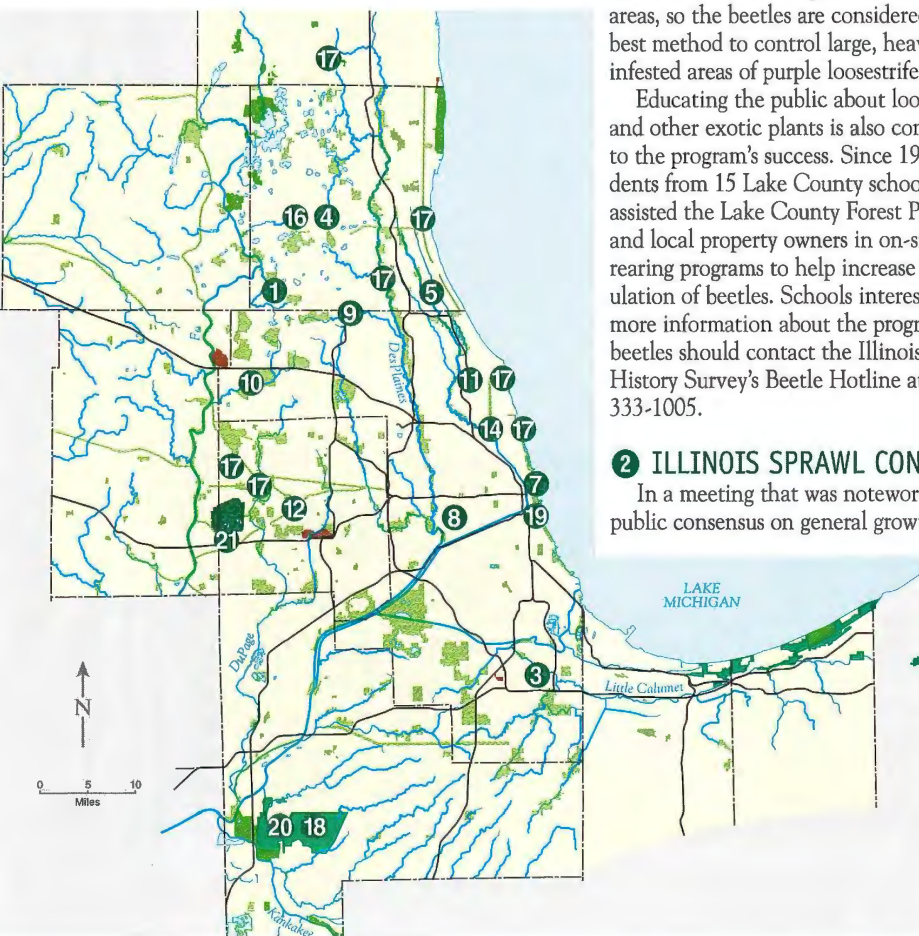 areas, so the beetles are considered
best method to control large, heav
infested areas of purple loosestrife
Educating the public about loo
and other exotic plants is also con
to the program's success. Since 19
dents from 15 Lake County school
assisted the Lake County Forest P
and local property owners in on-s
rearing programs to help increase
ulation of beetles. Schools interes
more information about the progr
beetles should contact the Illinois
History Survey's Beetle Hotline a
333-1005.
2 ILLINOIS SPRAWL CON
In a meeting that was notewor
public consensus on general grow
17
16
4
17
1
17
5
9
Fox
DesPlaines
10
11
17
14
17
17
17
7
12
8
19
21
LAKE
MICHIGAN
DuPage
3
Little Calumet
N
0 5 10
Miles
20
18
Kankakee